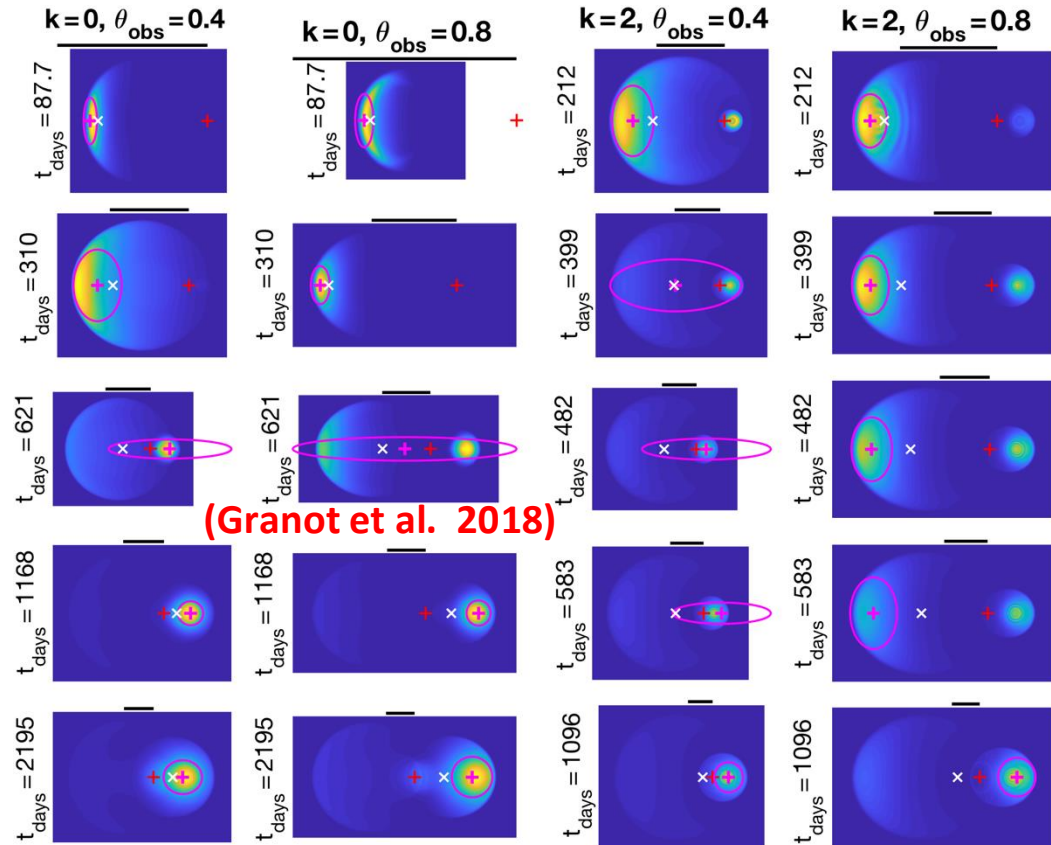 k=0, θobs=0.4
k=0, θobs=0.8
k=2, θobs=0.4
k=2, θobs=0.8
tdays=87.7
tdays=87.7
tdays=212
tdays=212
tdays=310
tdays=310
tdays=399
tdays=399
tdays=621
tdays=621
tdays=482
tdays=482
(Granot et al. 2018)
tdays=1168
tdays=1168
tdays=583
tdays=583
tdays=2195
tdays=2195
tdays=1096
tdays=1096